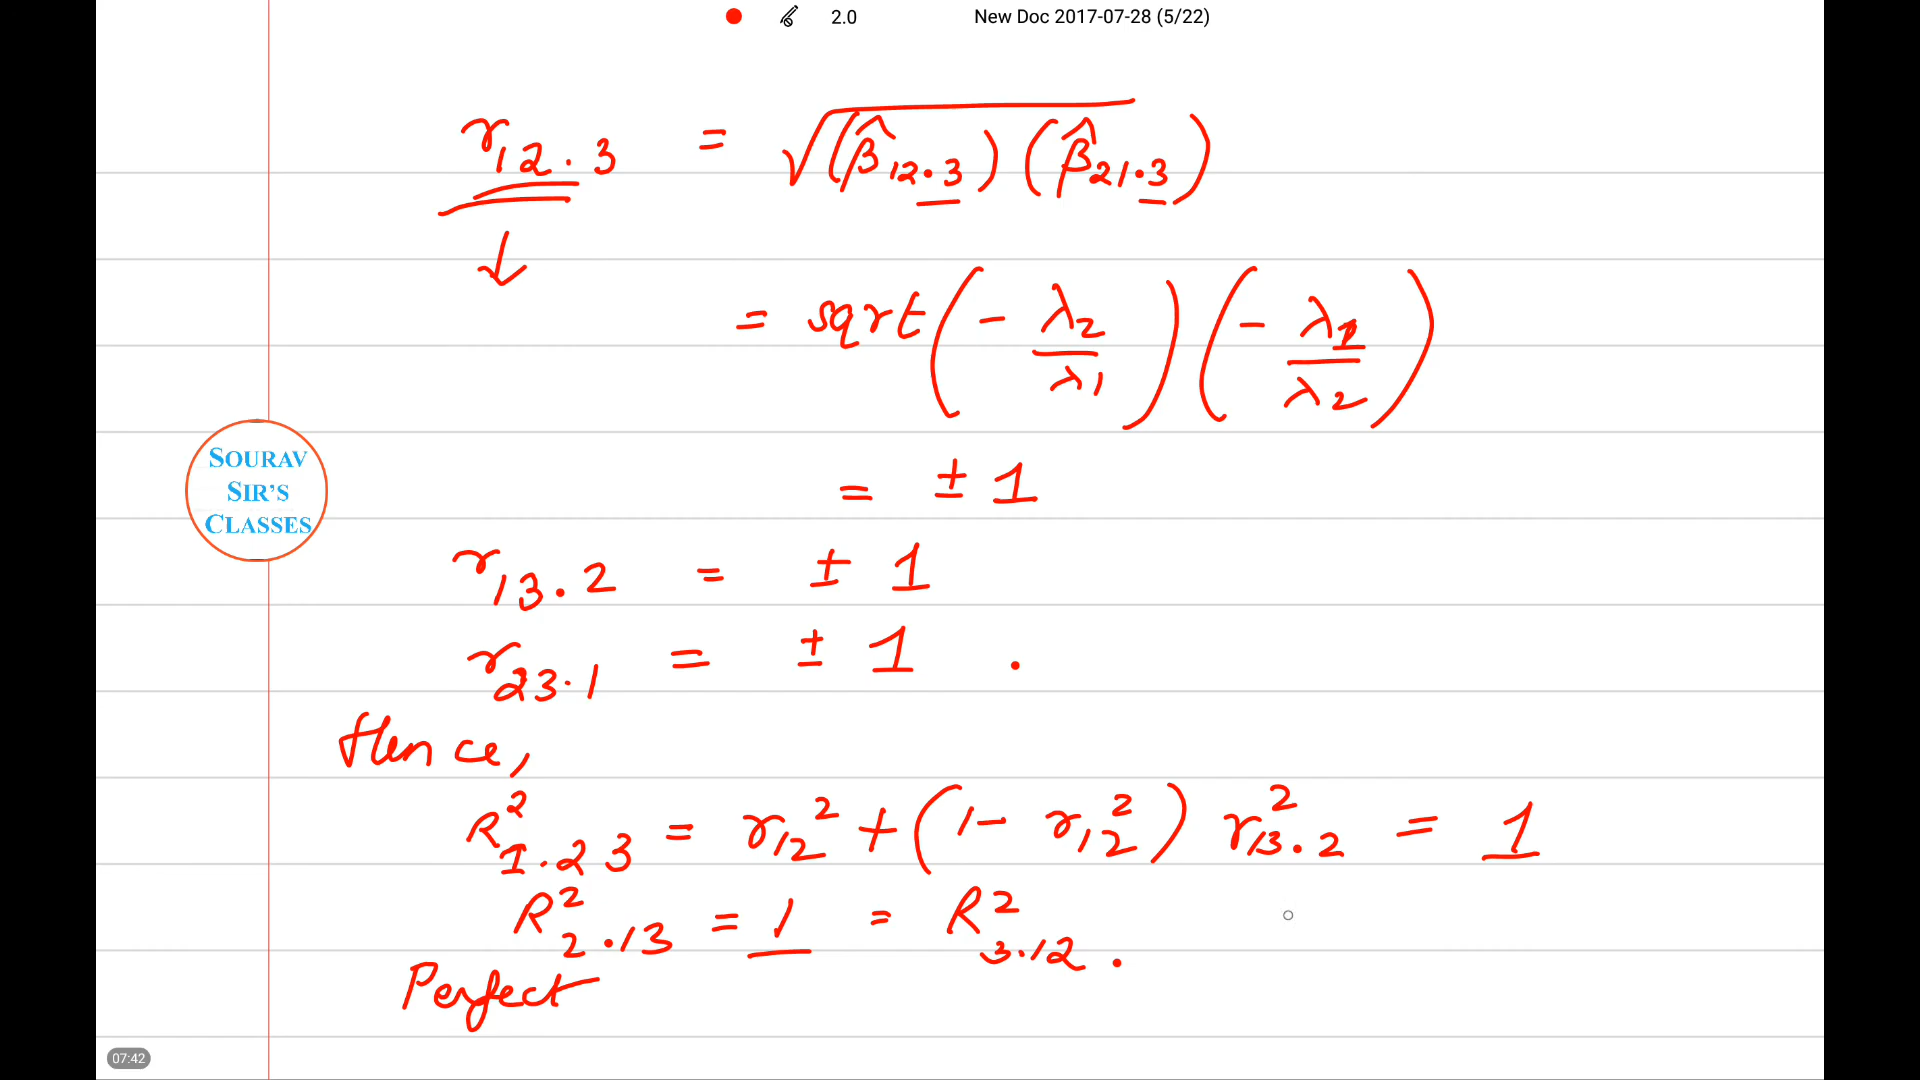 2.0 New Doc 2017-07-28 (5/22)
r₁₂.₃ = √(β̂₁₂.₃)(β̂₂₁.₃)
↓
= sqrt(- λ₂/λ₁)(- λ₁/λ₂)
= ± 1
r₁₃.₂ = ± 1
r₂₃.₁ = ± 1 .
Hence,
R²₁.₂₃ = r₁₂² + (1 - r₁₂²) r²₁₃.₂ = 1
R²₂.₁₃ = 1 = R²₃.₁₂ .
Perfect
SOURAV
SIR'S
CLASSES
07:42